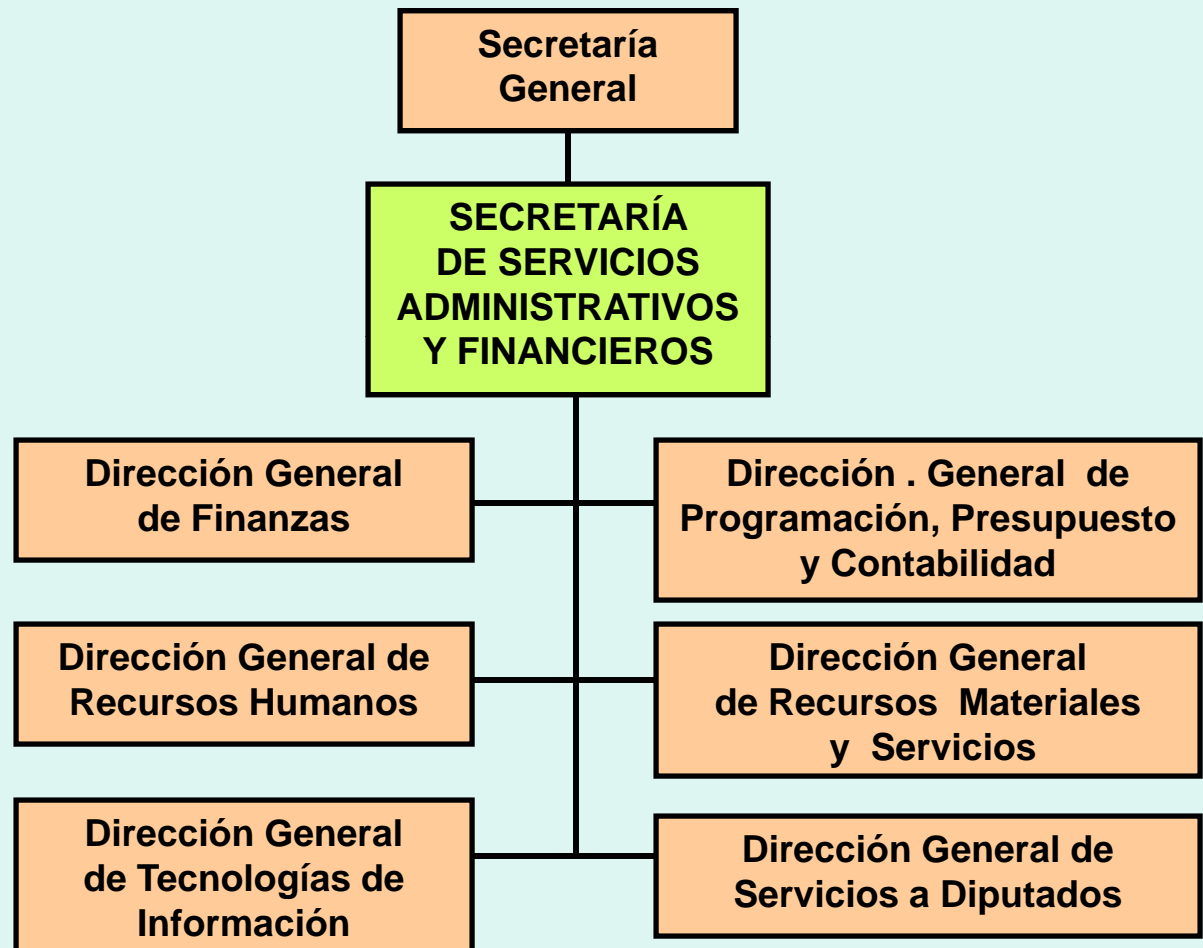 Secretaría
General
SECRETARÍA
DE SERVICIOS
ADMINISTRATIVOS
Y FINANCIEROS
Dirección General
de Finanzas
Dirección . General  de
Programación, Presupuesto
y Contabilidad
Dirección General de
Recursos Humanos
Dirección General
de Recursos  Materiales
y  Servicios
Dirección General
de Tecnologías de
Información
Dirección General de
Servicios a Diputados